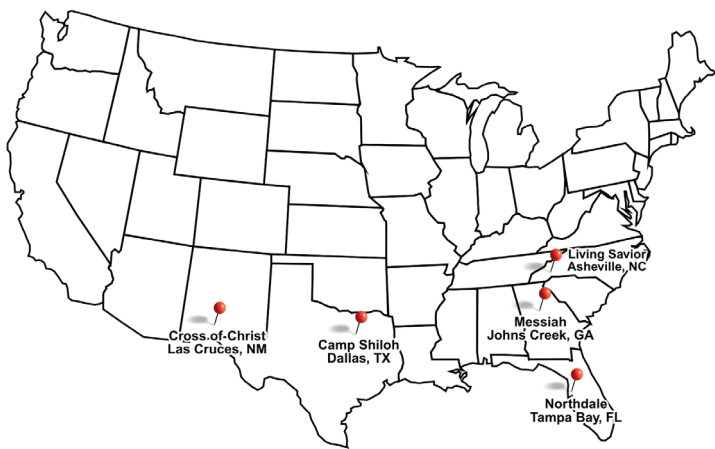 Living Savior
Asheville, NC
Messiah
Johns Creek, GA
Cross-of-Christ
Las Cruces, NM
Camp Shiloh
Dallas, TX
Northdale
Tampa Bay, FL